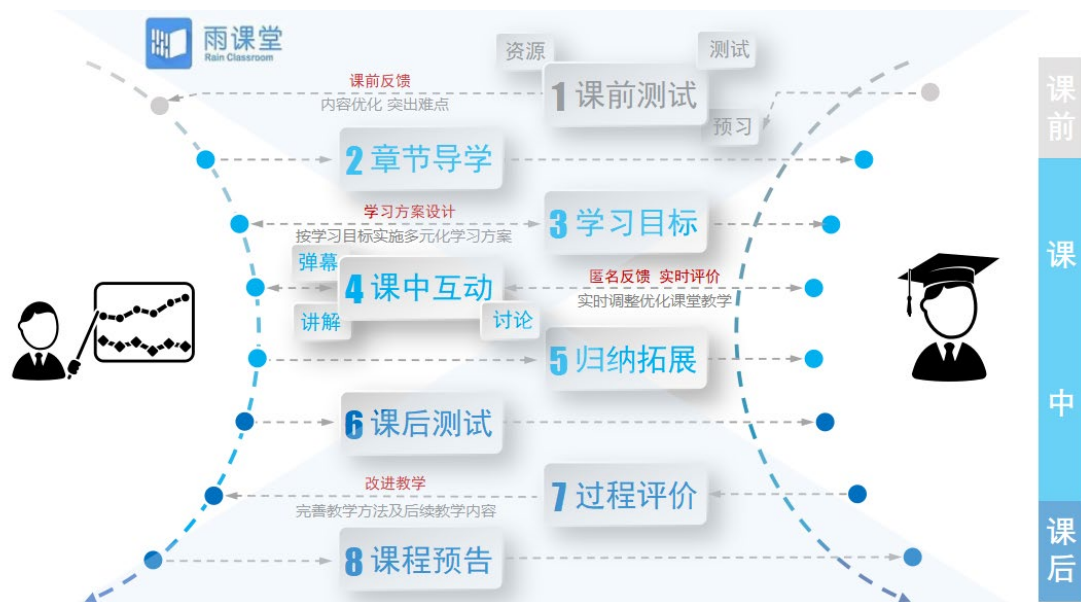 雨课堂
Rain Classroom
资源
测试
课前反馈
1 课前测试
内容优化 突出难点
预习
2 章节导学
学习方案设计
3 学习目标
按学习目标实施多元化学习方案
弹幕
4 课中互动
匿名反馈 实时评价
实时调整优化课堂教学
讲解
讨论
5 归纳拓展
6 课后测试
改进教学
7 过程评价
完善教学方法及后续教学内容
8 课程预告
课前
课中
课后